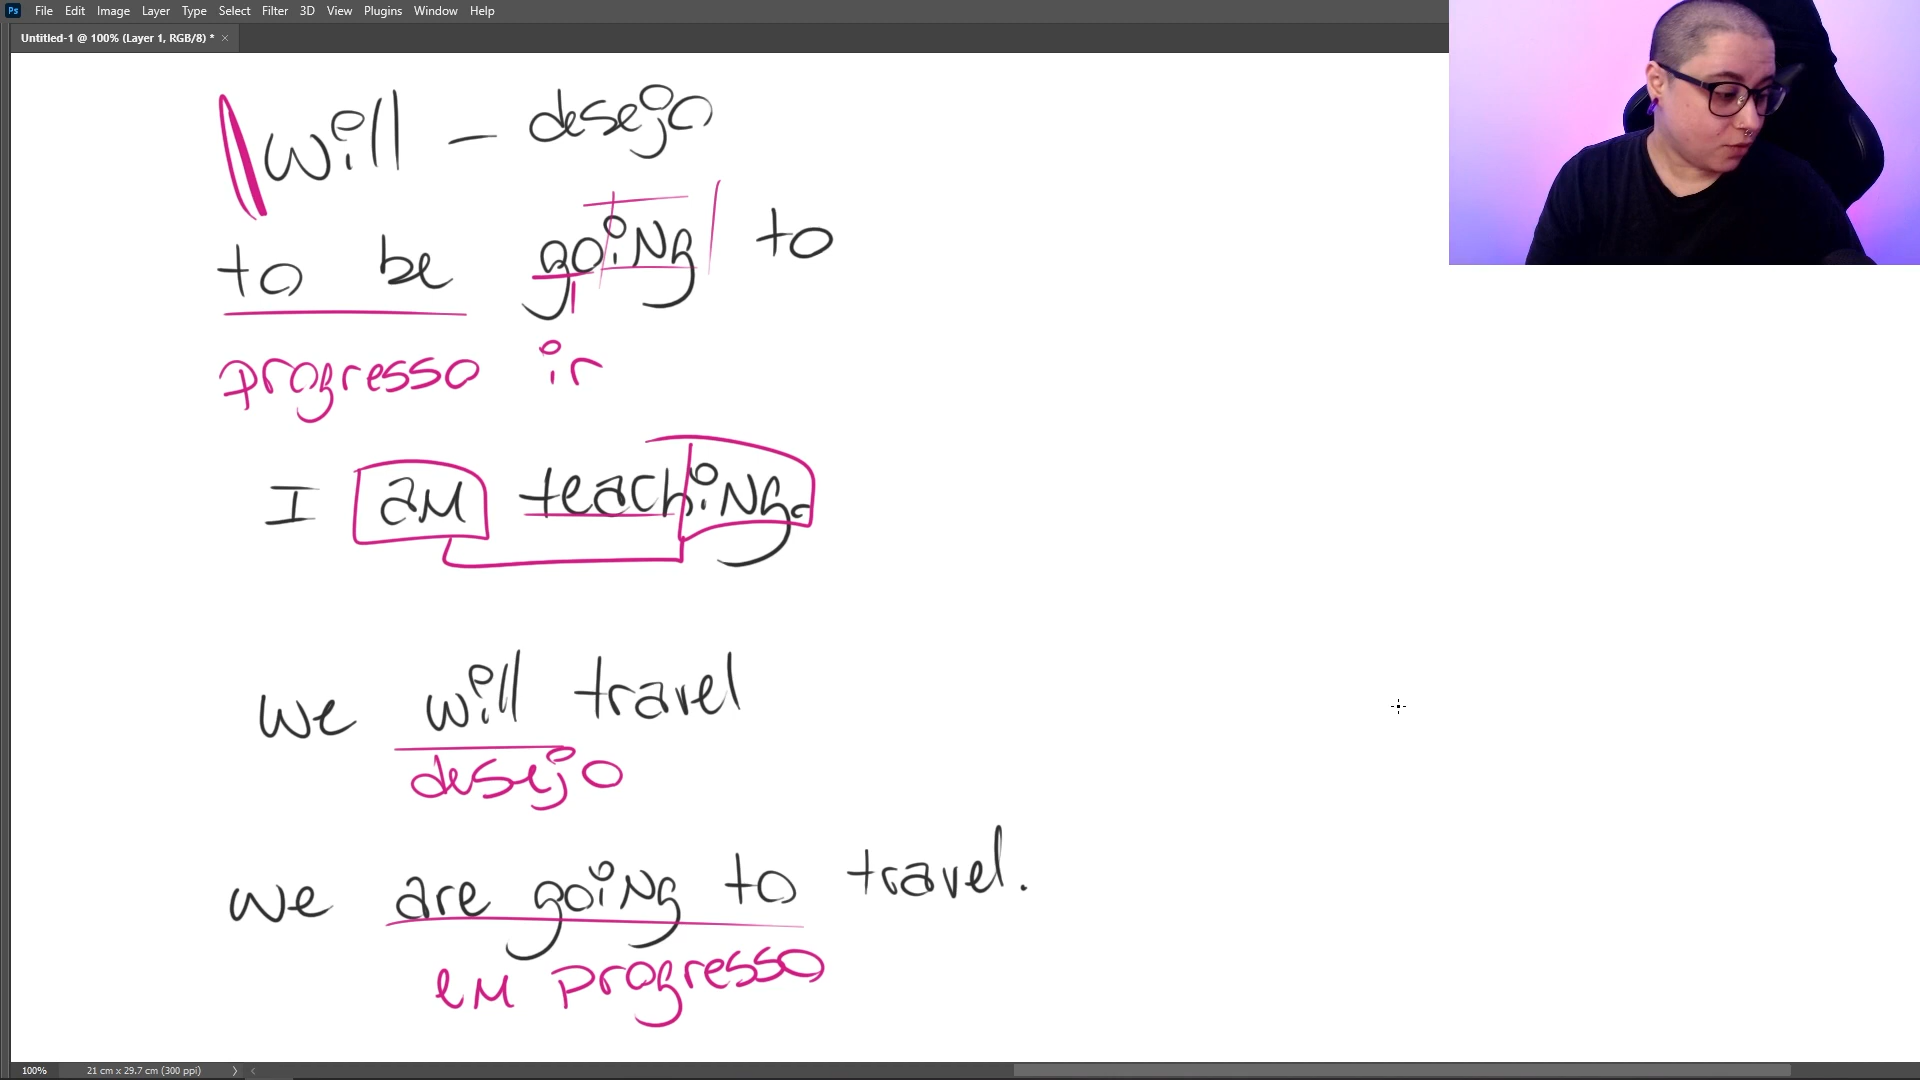 Ps File Edit Image Layer Type Select Filter 3D View Plugins Window Help
Untitled-1 @ 100% (Layer 1, RGB/8) * ×
will – desejo
to be going to
progresso ir
I am teaching.
we will travel
desejo
we are going to travel.
em progresso
100% 21 cm x 29.7 cm (300 ppi)